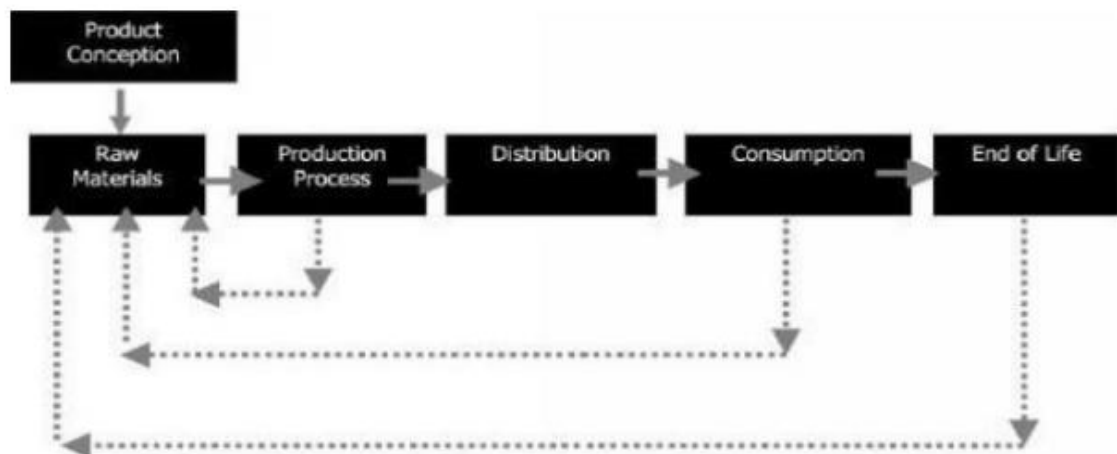 Product
Conception
Raw
Materials
Production
Process
Distribution
Consumption
End of Life